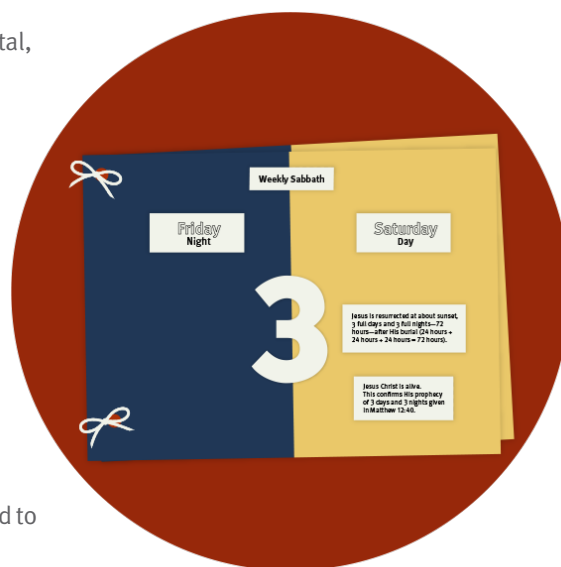 tal,
Weekly Sabbath
Friday
Night
Saturday
Day
3
Jesus is resurrected at about sunset,
3 full days and 3 full nights—72
hours—after His burial (24 hours +
24 hours + 24 hours = 72 hours).
Jesus Christ is alive.
This confirms His prophecy
of 3 days and 3 nights given
in Matthew 12:40.
d to